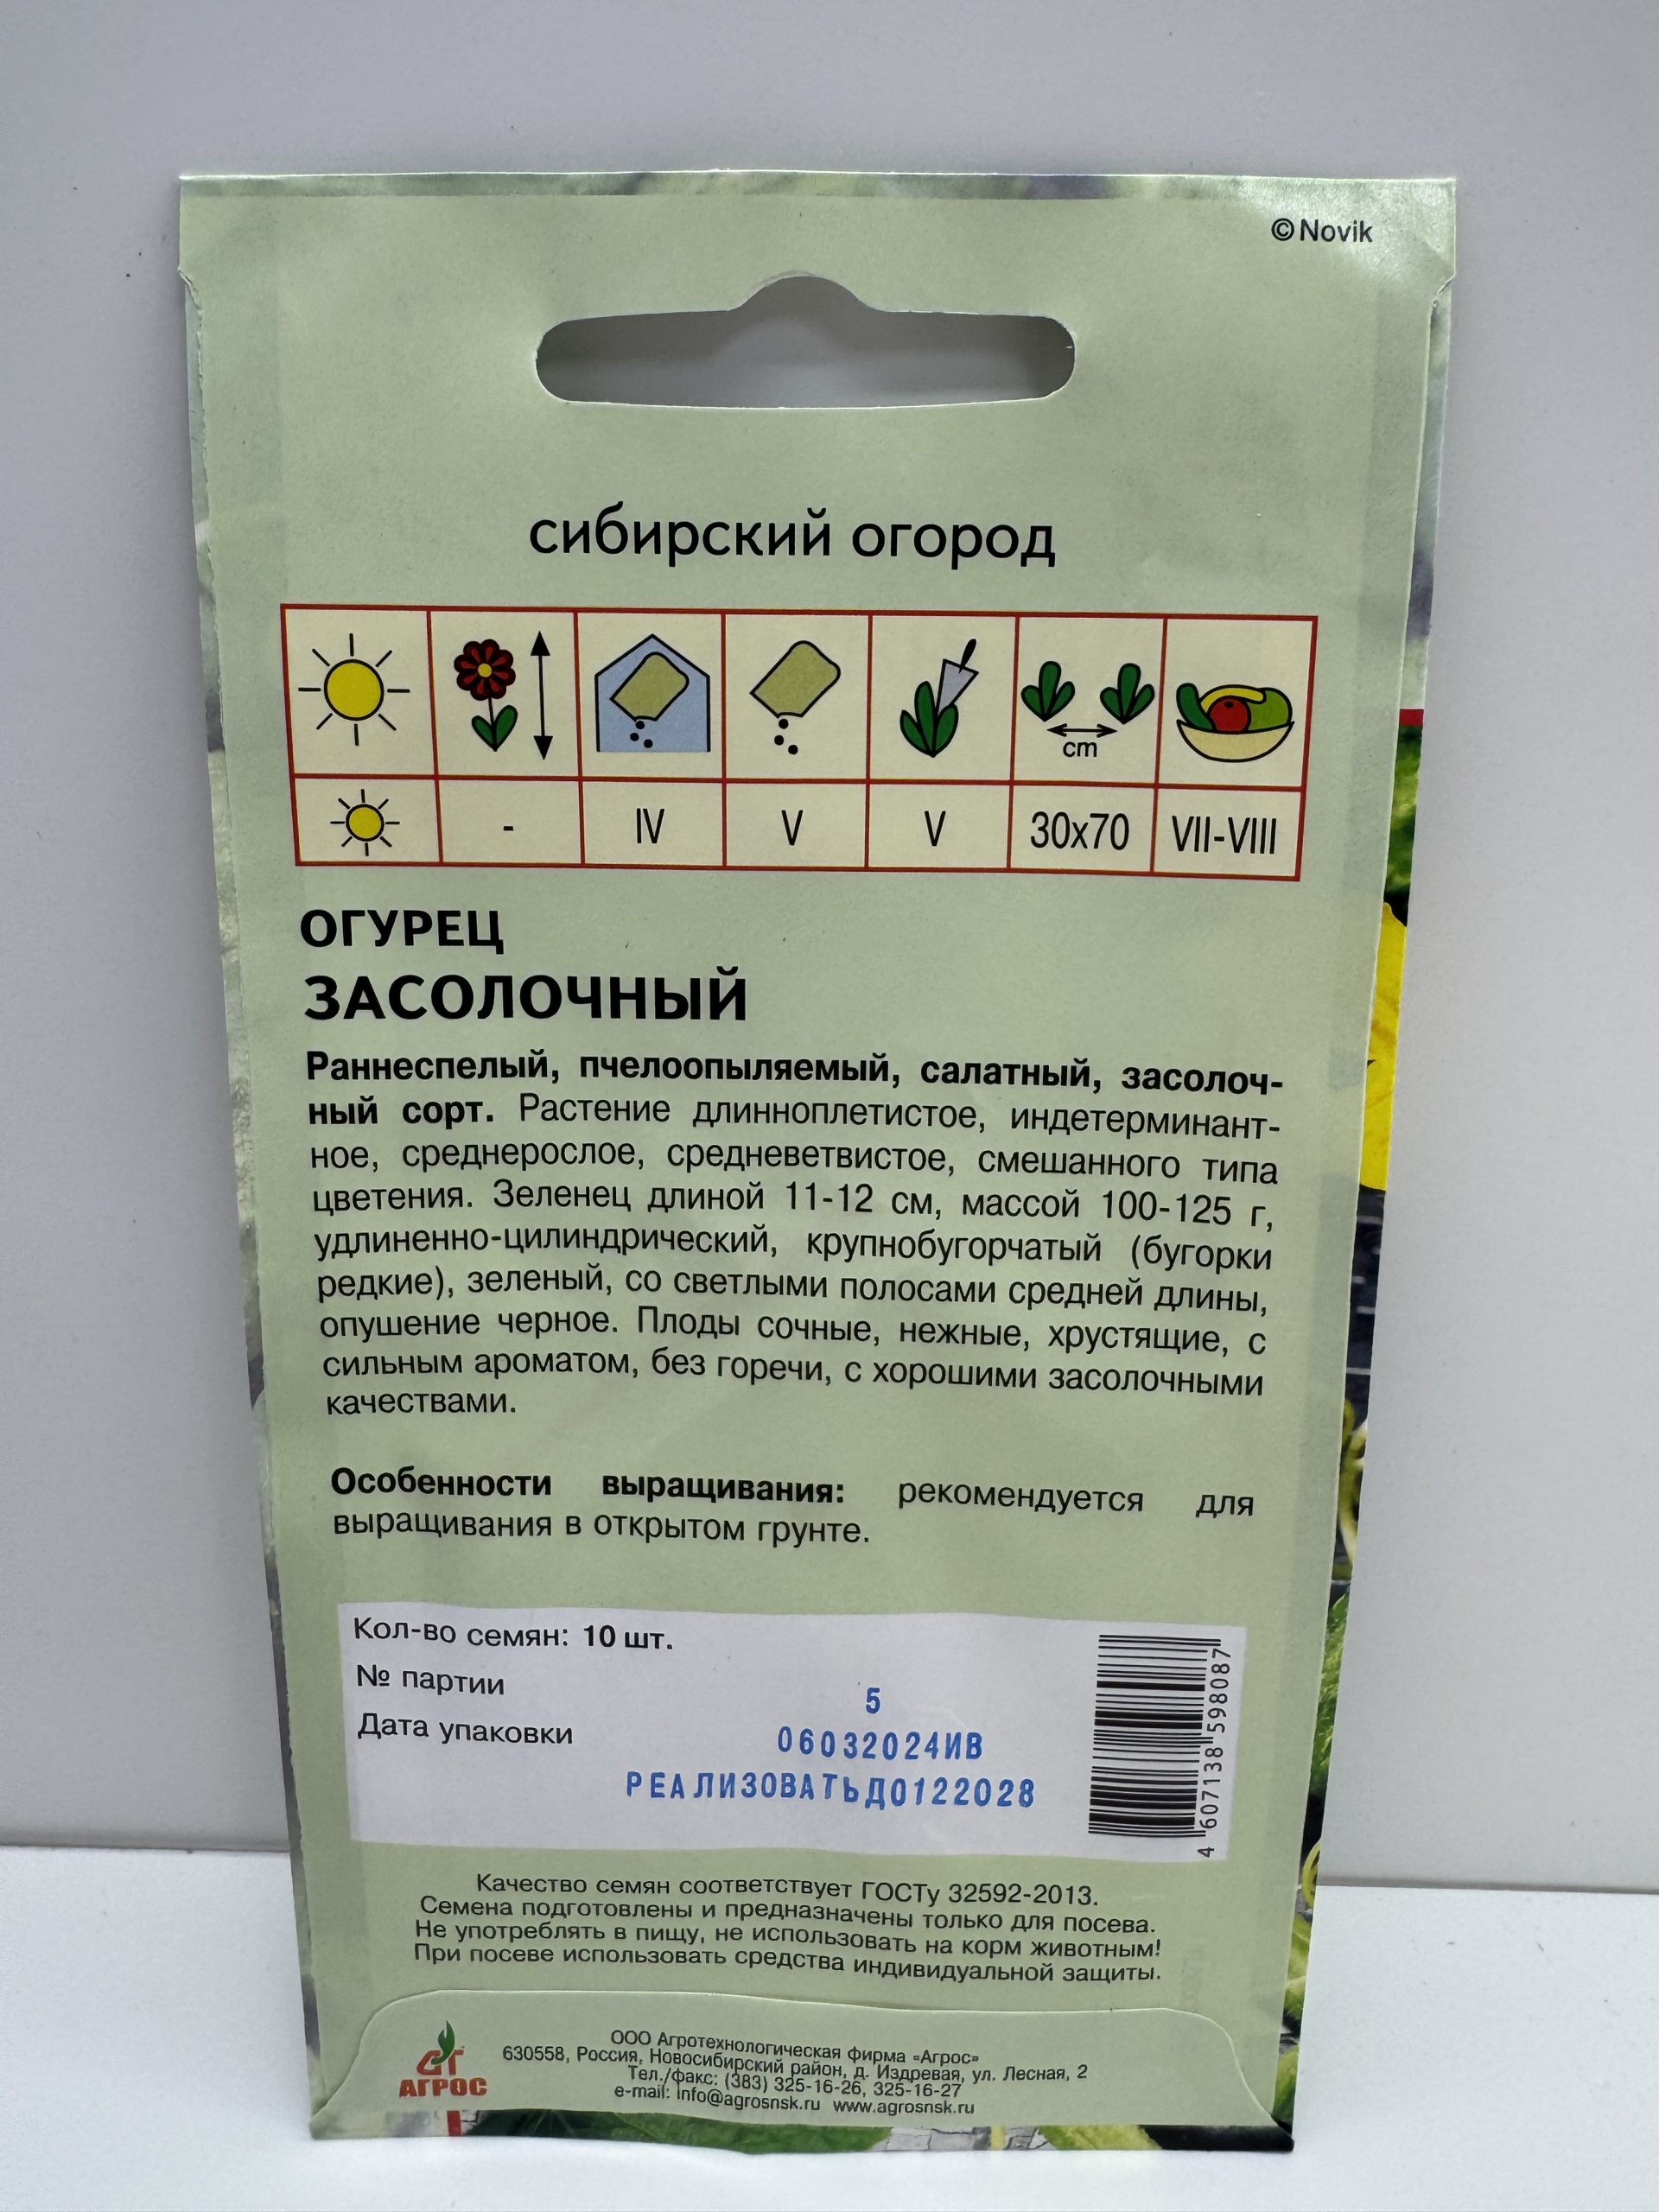 ©Novik
сибирский огород
cm
- IV V V 30х70 VII-VIII
ОГУРЕЦ
ЗАСОЛОЧНЫЙ
Раннеспелый, пчелоопыляемый, салатный, засолоч-
ный сорт. Растение длинноплетистое, индетерминант-
ное, среднерослое, средневетвистое, смешанного типа
цветения. Зеленец длиной 11-12 см, массой 100-125 г,
удлиненно-цилиндрический, крупнобугорчатый (бугорки
редкие), зеленый, со светлыми полосами средней длины,
опушение черное. Плоды сочные, нежные, хрустящие, с
сильным ароматом, без горечи, с хорошими засолочными
качествами.
Особенности выращивания: рекомендуется для
выращивания в открытом грунте.
Кол-во семян: 10 шт.
№ партии 5
Дата упаковки 06032024ИВ
РЕАЛИЗОВАТЬДО122028
4 607138 598087
Качество семян соответствует ГОСТу 32592-2013.
Семена подготовлены и предназначены только для посева.
Не употреблять в пищу, не использовать на корм животным!
При посеве использовать средства индивидуальной защиты.
АГРОС
ООО Агротехнологическая фирма «Агрос»
630558, Россия, Новосибирский район, д. Издревая, ул. Лесная, 2
Тел./факс: (383) 325-16-26, 325-16-27
e-mail: info@agrosnsk.ru www.agrosnsk.ru